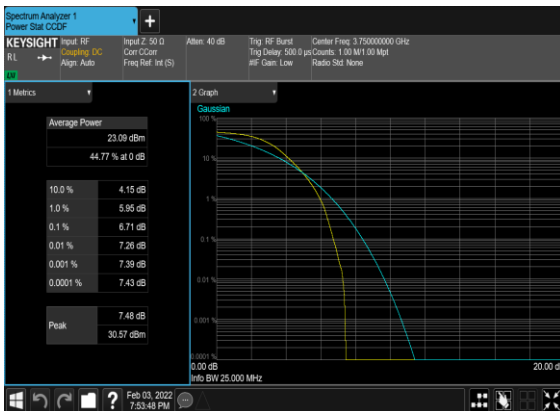 Spectrum Analyzer 1
Power Stat CCDF
KEYSIGHT
RL
LV
Input: RF
Coupling: DC
Align: Auto
Input Z: 50 Ω
Corr CCorr
Freq Ref: Int (S)
Atten: 40 dB
Trig: RF Burst
Trig Delay: 500.0 µs
#IF Gain: Low
Center Freq: 3.750000000 GHz
Counts: 1.00 M/1.00 Mpt
Radio Std: None
1 Metrics
Average Power
23.09 dBm
44.77 % at 0 dB
10.0 % 4.15 dB
1.0 % 5.95 dB
0.1 % 6.71 dB
0.01 % 7.26 dB
0.001 % 7.39 dB
0.0001 % 7.43 dB
Peak
7.48 dB
30.57 dBm
2 Graph
Gaussian
100 %
10 %
1 %
0.1 %
0.01 %
0.001 %
0.0001 %
0.00 dB 20.00 dB
Info BW 25.000 MHz
?
Feb 03, 2022
7:53:48 PM